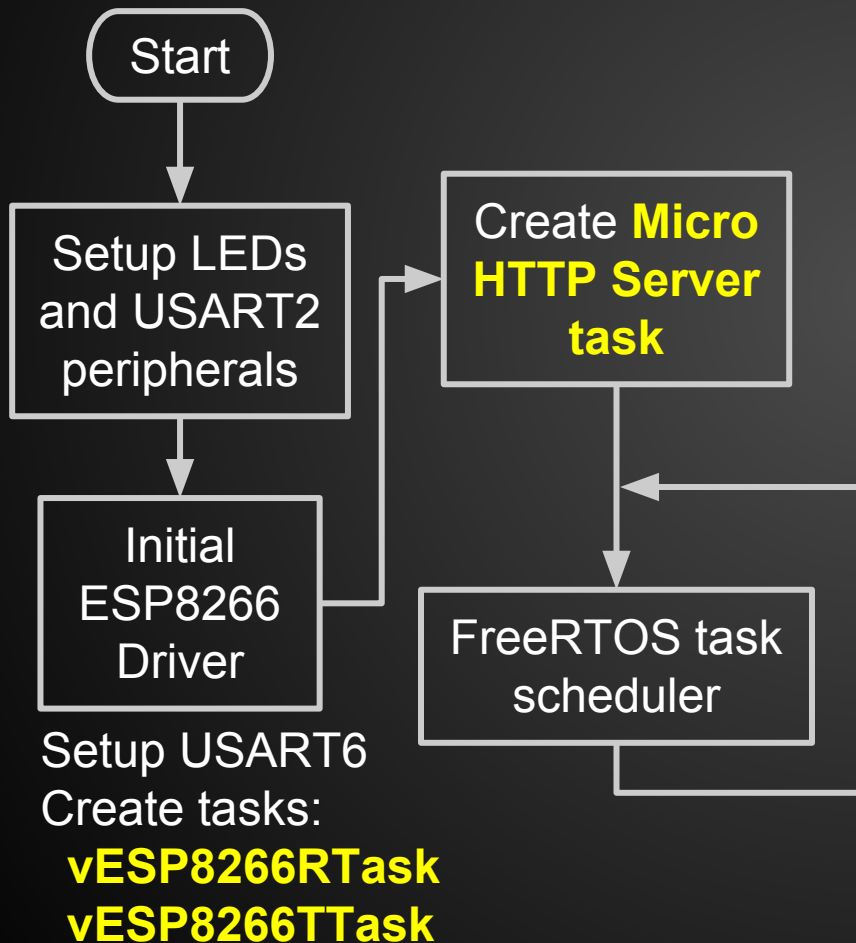 Start
Setup LEDs
and USART2
peripherals
Initial
ESP8266
Driver
Setup USART6
Create tasks:
vESP8266RTask
vESP8266TTask
Create Micro
HTTP Server
task
FreeRTOS task
scheduler